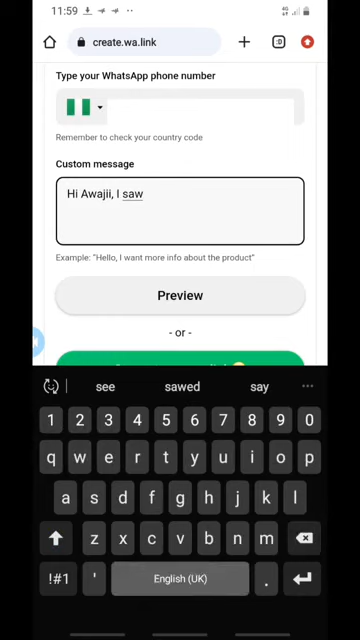 11:59
4G
create.wa.link
:D
Type your WhatsApp phone number
Remember to check your country code
Custom message
Hi Awajii, I saw
Example: "Hello, I want more info about the product"
Preview
- or -
see sawed say
1 2 3 4 5 6 7 8 9 0
q w e r t y u i o p
a s d f g h j k l
z x c v b n m
!#1 ' English (UK) .